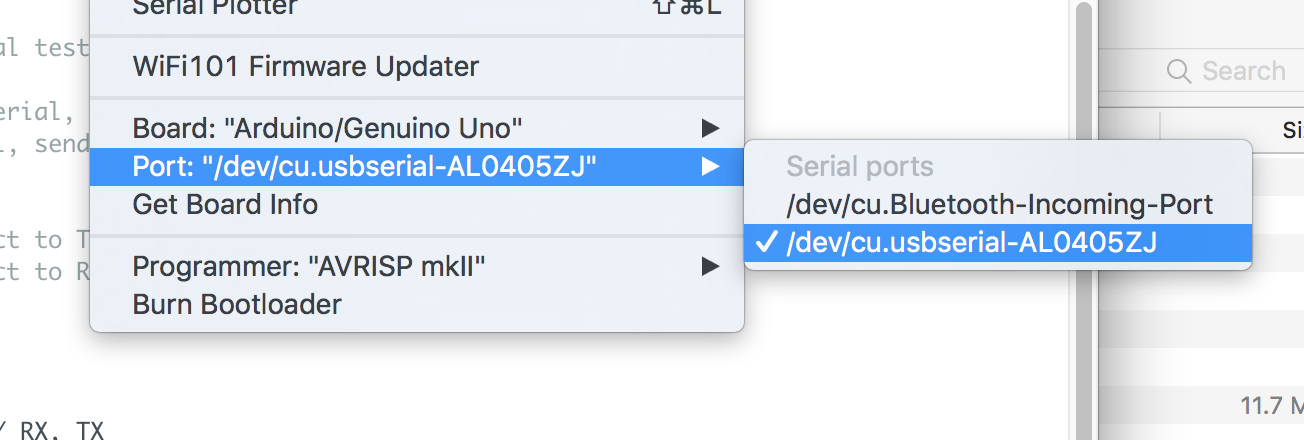 Serial Plotter ⇧⌘L
al test
WiFi101 Firmware Updater
Search
erial,
Board: "Arduino/Genuino Uno"
send
Port: "/dev/cu.usbserial-AL0405ZJ"
Serial ports
Get Board Info
/dev/cu.Bluetooth-Incoming-Port
ct to T
✓ /dev/cu.usbserial-AL0405ZJ
ct to R
Programmer: "AVRISP mkII"
Burn Bootloader
11.7 M
/ RX, TX